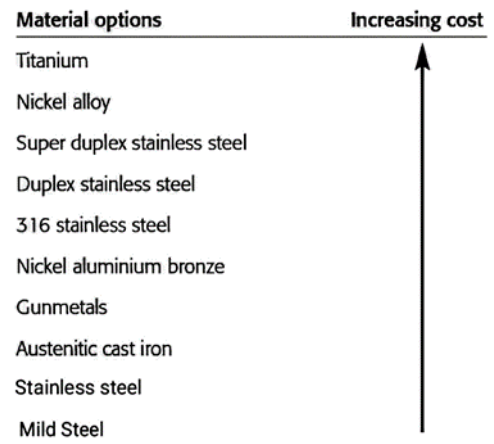 Material options Increasing cost
Titanium
Nickel alloy
Super duplex stainless steel
Duplex stainless steel
316 stainless steel
Nickel aluminium bronze
Gunmetals
Austenitic cast iron
Stainless steel
Mild Steel